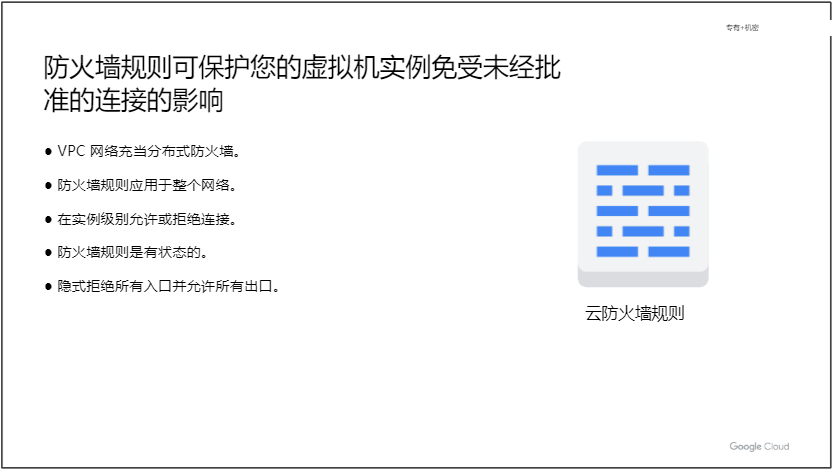 专有+机密
防火墙规则可保护您的虚拟机实例免受未经批
准的连接的影响
● VPC 网络充当分布式防火墙。
● 防火墙规则应用于整个网络。
● 在实例级别允许或拒绝连接。
● 防火墙规则是有状态的。
● 隐式拒绝所有入口并允许所有出口。
云防火墙规则
Google Cloud